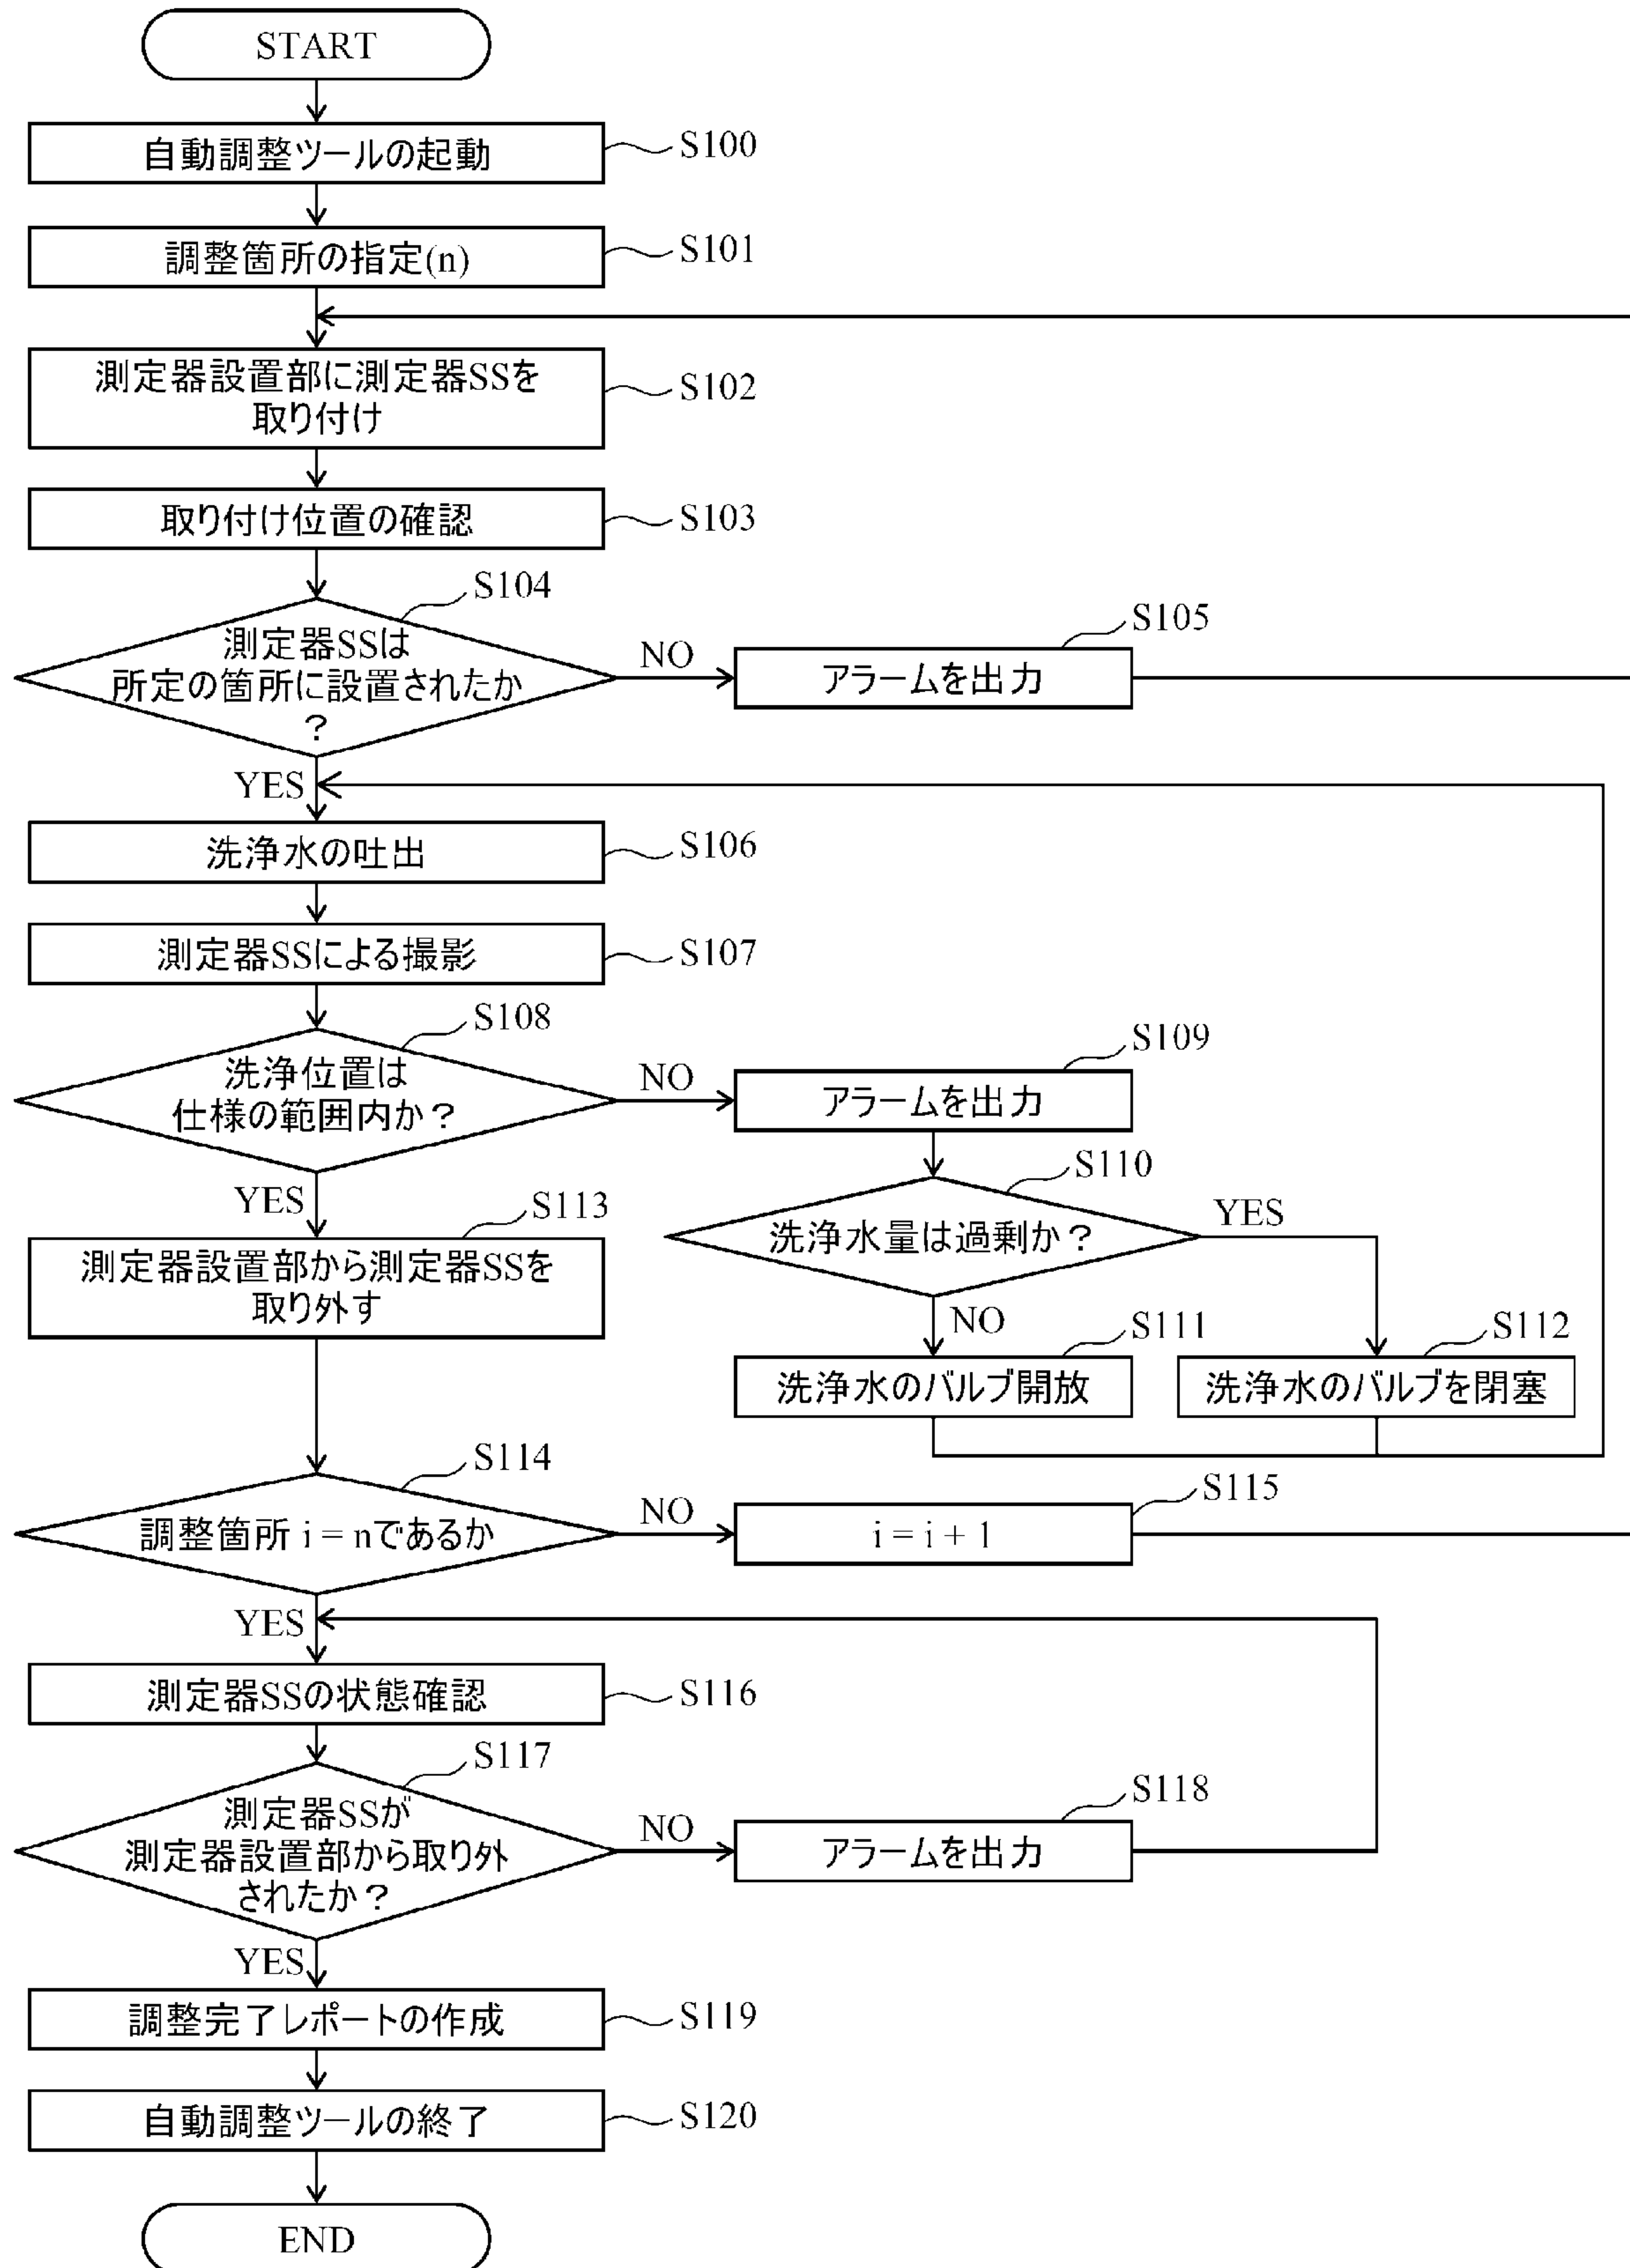 START
自動調整ツールの起動
S100
調整箇所の指定(n)
S101
測定器設置部に測定器SSを
取り付け
S102
取り付け位置の確認
S103
S104
測定器SSは
所定の箇所に設置されたか
？
NO
S105
アラームを出力
YES
洗浄水の吐出
S106
測定器SSによる撮影
S107
S108
洗浄位置は
仕様の範囲内か？
NO
S109
アラームを出力
S110
洗浄水量は過剰か？
YES
NO
S111
洗浄水のバルブ開放
S112
洗浄水のバルブを閉塞
YES
S113
測定器設置部から測定器SSを
取り外す
S114
調整箇所 i = nであるか
NO
S115
i = i + 1
YES
測定器SSの状態確認
S116
S117
測定器SSが
測定器設置部から取り外
されたか？
NO
S118
アラームを出力
YES
調整完了レポートの作成
S119
自動調整ツールの終了
S120
END